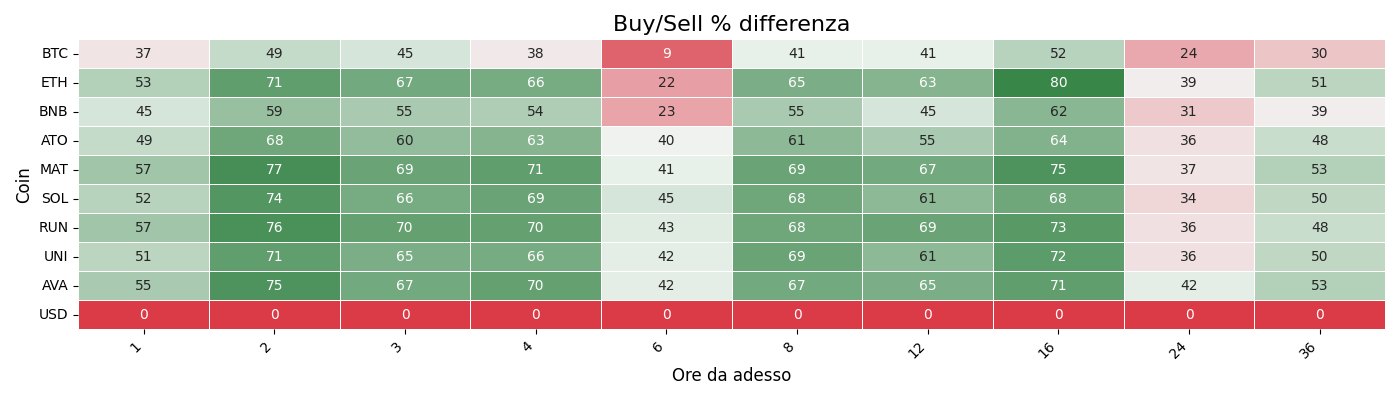 Buy/Sell % differenza
BTC 37 49 45 38 9 41 41 52 24 30
ETH 53 71 67 66 22 65 63 80 39 51
BNB 45 59 55 54 23 55 45 62 31 39
ATO 49 68 60 63 40 61 55 64 36 48
MAT 57 77 69 71 41 69 67 75 37 53
SOL 52 74 66 69 45 68 61 68 34 50
RUN 57 76 70 70 43 68 69 73 36 48
UNI 51 71 65 66 42 69 61 72 36 50
AVA 55 75 67 70 42 67 65 71 42 53
USD 0 0 0 0 0 0 0 0 0 0
Coin
1 2 3 4 6 8 12 16 24 36
Ore da adesso